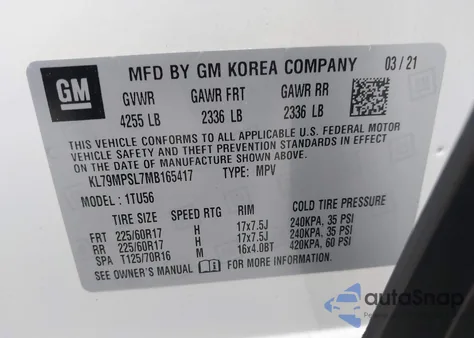 GM
MFD BY GM KOREA COMPANY 03/21
GVWR GAWR FRT GAWR RR
4255 LB 2336 LB 2336 LB
THIS VEHICLE CONFORMS TO ALL APPLICABLE U.S. FEDERAL MOTOR
VEHICLE SAFETY, BUMPER, AND THEFT PREVENTION STANDARDS IN
EFFECT ON THE DATE OF MANUFACTURE SHOWN ABOVE.
KL79MPSL7MB165417 TYPE: MPV
MODEL: 1TU56
TIRE SIZE SPEED RTG RIM COLD TIRE PRESSURE
FRT 225/60R17 H 17x7.5J 240KPA, 35 PSI
RR 225/60R17 H 17x7.5J 240KPA, 35 PSI
SPA T125/70R16 M 16x4.0BT 420KPA, 60 PSI
SEE OWNER'S MANUAL FOR MORE INFORMATION
autoSnap